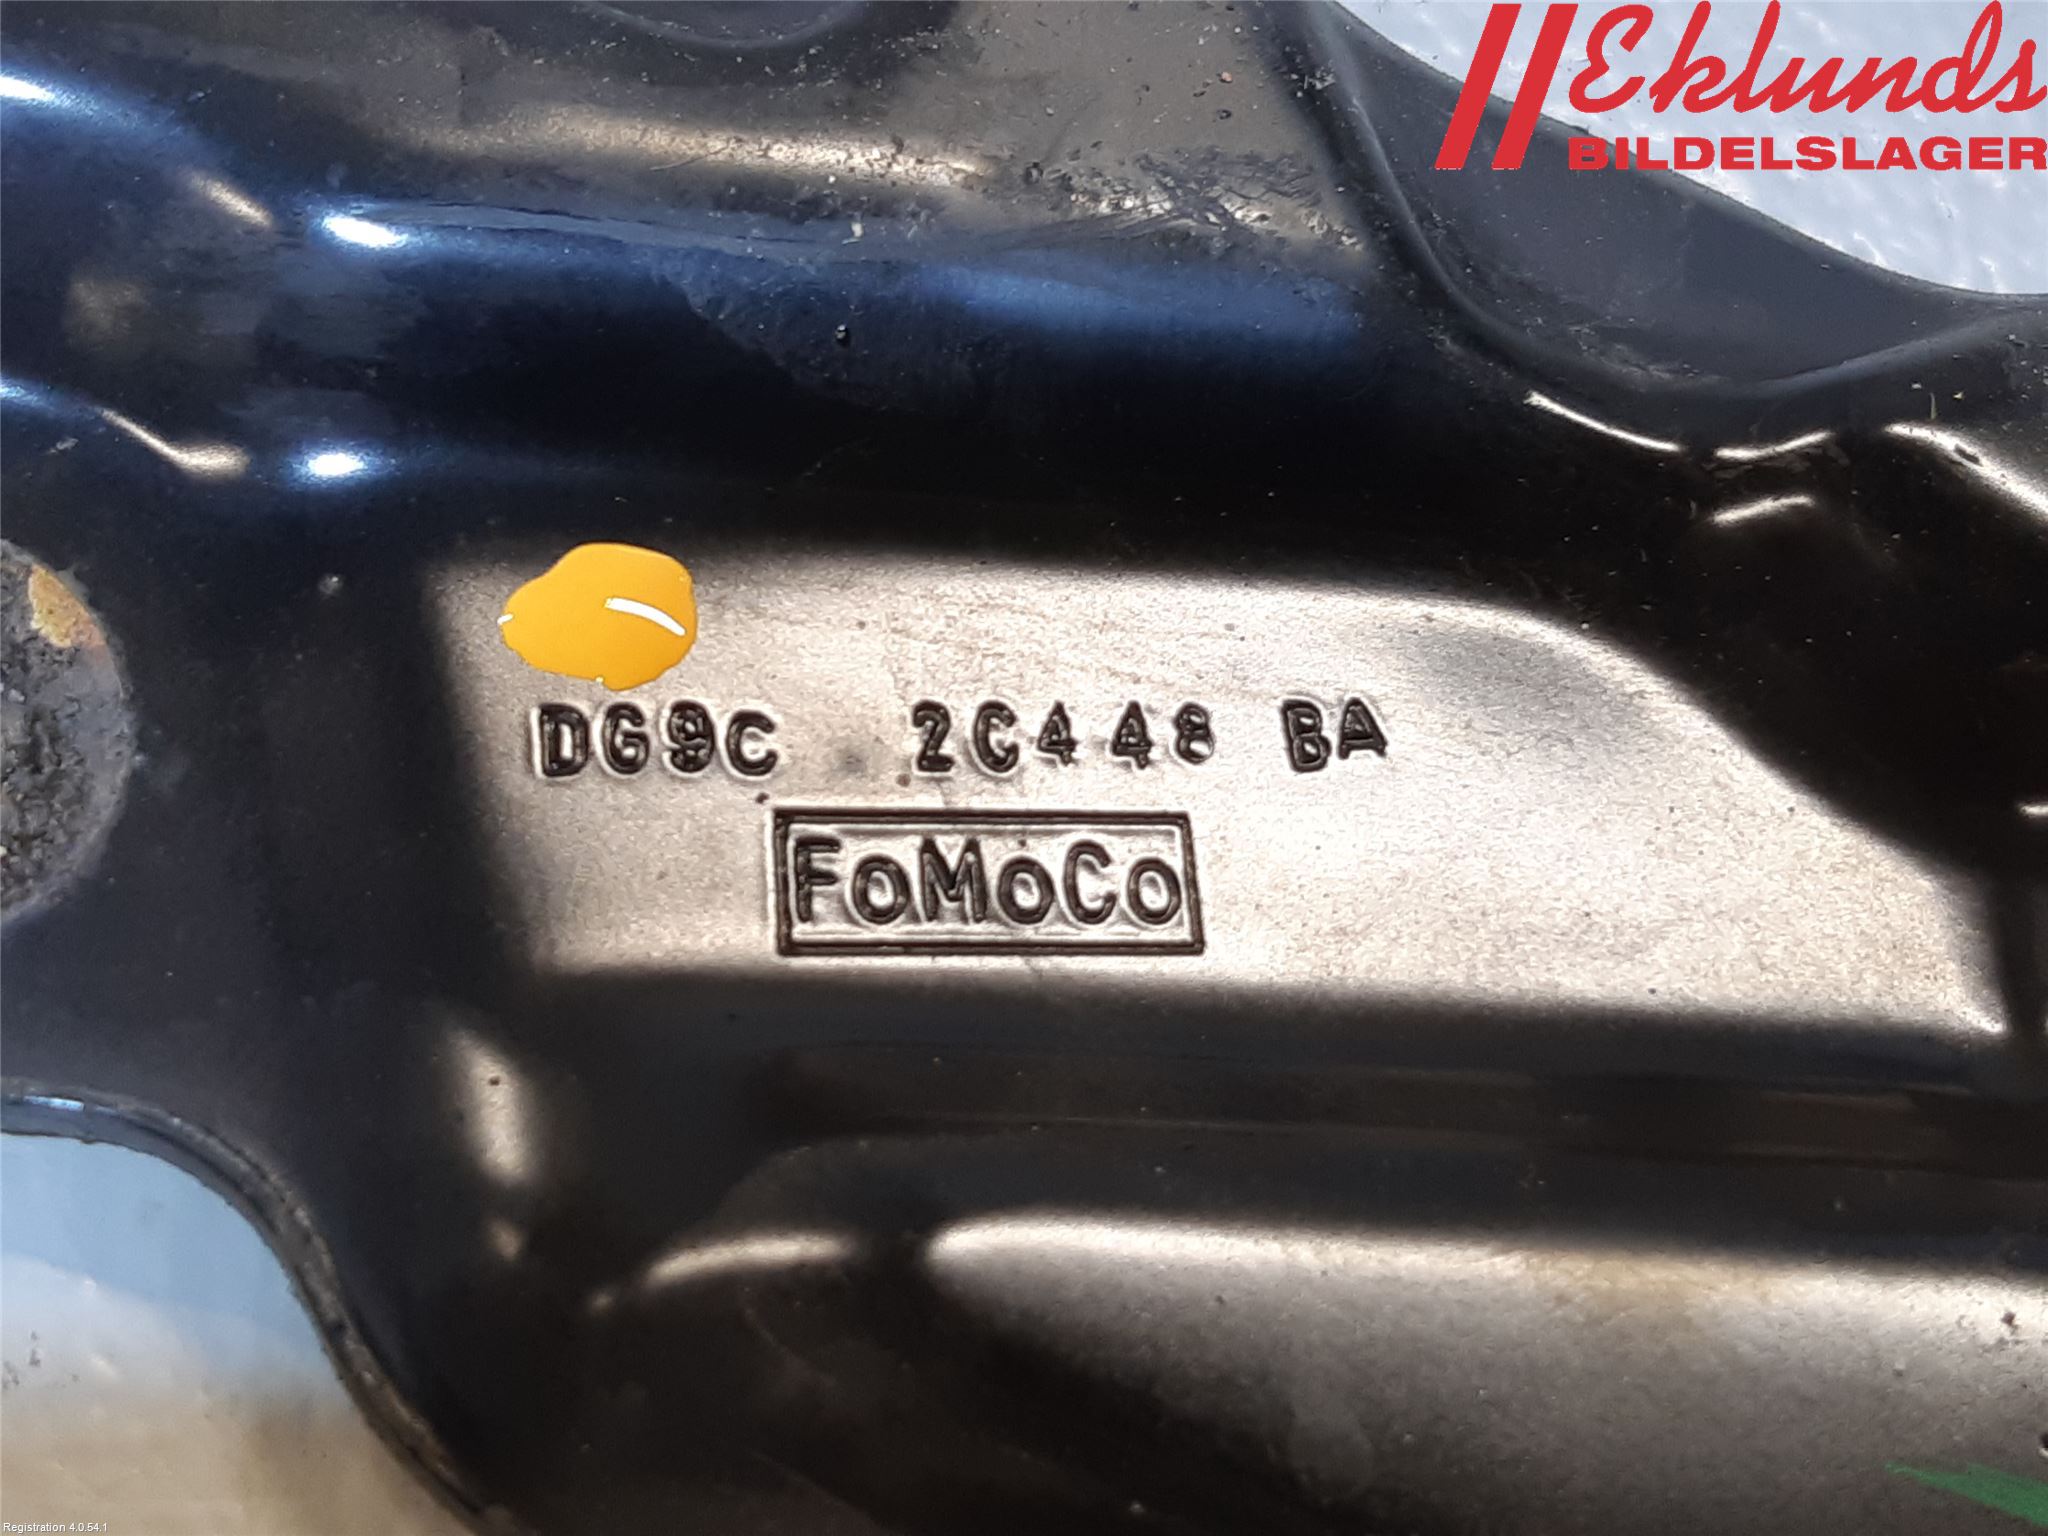 Eklunds
BILDELSLAGER
DG9C 2C448 BA
FoMoCo
Registration 4.0.54.1